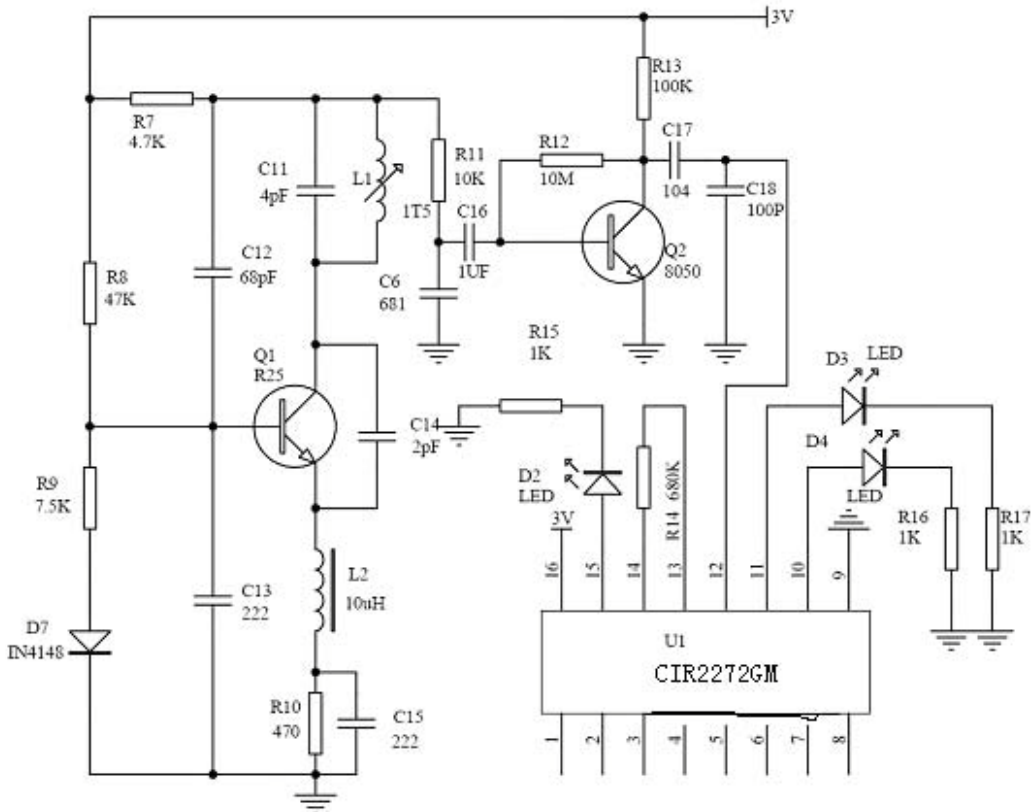 3V
R13
100K
R7
4.7K
C11
4pF
L1
1T5
R11
10K
C16
1UF
R12
10M
C17
104
C18
100P
Q2
8050
R8
47K
C12
68pF
C6
681
R15
1K
Q1
R25
C14
2pF
D3
LED
D4
LED
R9
7.5K
D2
LED
3V
R14 680K
R16
1K
R17
1K
C13
222
L2
10uH
D7
IN4148
R10
470
C15
222
16
15
14
13
12
11
10
9
U1
CIR2272GM
1
2
3
4
5
6
7
8